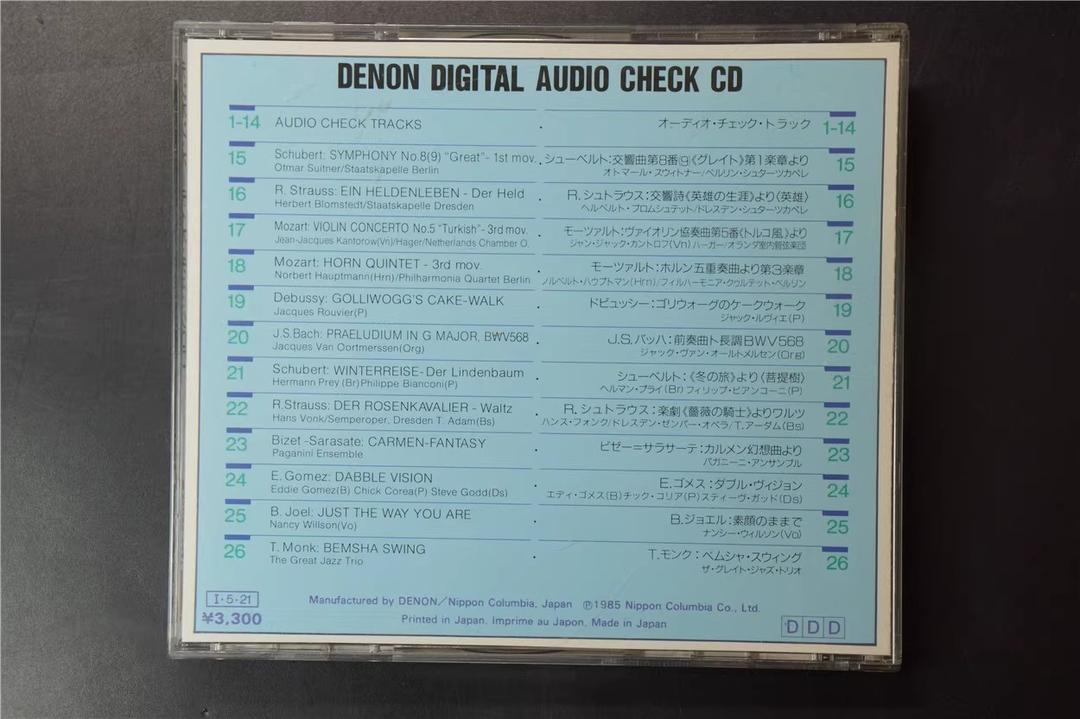 DENON DIGITAL AUDIO CHECK CD
1-14 AUDIO CHECK TRACKS · オーディオ・チェック・トラック 1-14
15 Schubert: SYMPHONY No.8(9) "Great"- 1st mov. · シューベルト:交響曲第8番⑨《グレイト》第1楽章より 15
Otmar Suitner/Staatskapelle Berlin オトマール・スウィトナー/ベルリン・シュターツカペレ
16 R. Strauss: EIN HELDENLEBEN - Der Held · R.シュトラウス:交響詩《英雄の生涯》より〈英雄〉 16
Herbert Blomstedt/Staatskapelle Dresden ヘルベルト・ブロムシュテット/ドレスデン・シュターツカペレ
17 Mozart: VIOLIN CONCERTO No.5 "Turkish"- 3rd mov. · モーツァルト:ヴァイオリン協奏曲第5番《トルコ風》より 17
Jean-Jacques Kantorow(Vn)/Hager/Netherlands Chamber O. ジャン・ジャック・カントロフ(Vn)ハーガー/オランダ室内管弦楽団
18 Mozart: HORN QUINTET - 3rd mov. · モーツァルト:ホルン五重奏曲より第3楽章 18
Norbert Hauptmann(Hrn)/Philharmonia Quartet Berlin ノルベルト・ハウプトマン(Hrn)/フィルハーモニア・クヮルテット・ベルリン
19 Debussy: GOLLIWOGG'S CAKE-WALK · ドビュッシー:ゴリウォーグのケークウォーク 19
Jacques Rouvier(P) ジャック・ルヴィエ(P)
20 J.S.Bach: PRAELUDIUM IN G MAJOR, BWV568 · J.S.バッハ:前奏曲ト長調BWV568 20
Jacques Van Oortmerssen(Org) ジャック・ヴァン・オールトメルセン(Org)
21 Schubert: WINTERREISE- Der Lindenbaum · シューベルト:《冬の旅》より〈菩提樹〉 21
Hermann Prey(Br)Philippe Bianconi(P) ヘルマン・プライ(Br)フィリップ・ビアンコーニ(P)
22 R.Strauss: DER ROSENKAVALIER - Waltz · R.シュトラウス:楽劇《薔薇の騎士》よりワルツ 22
Hans Vonk/Semperoper, Dresden T. Adam(Bs) ハンス・フォンク/ドレスデン・ゼンパー・オペラ/T.アーダム(Bs)
23 Bizet-Sarasate: CARMEN-FANTASY · ビゼー=サラサーテ:カルメン幻想曲より 23
Paganini Ensemble パガニーニ・アンサンブル
24 E. Gomez: DABBLE VISION · E.ゴメス:ダブル・ヴィジョン 24
Eddie Gomez(B) Chick Corea(P) Steve Godd(Ds) エディ・ゴメス(B)チック・コリア(P)スティーヴ・ガッド(Ds)
25 B. Joel: JUST THE WAY YOU ARE · B.ジョエル:素顔のままで 25
Nancy Willson(Vo) ナンシー・ウィルソン(Vo)
26 T. Monk: BEMSHA SWING · T.モンク:ベムシャ・スウィング 26
The Great Jazz Trio ザ・グレイト・ジャズ・トリオ
I·5·21 Manufactured by DENON/Nippon Columbia, Japan ℗1985 Nippon Columbia Co., Ltd.
¥3,300 Printed in Japan. Imprime au Japon. Made in Japan DDD